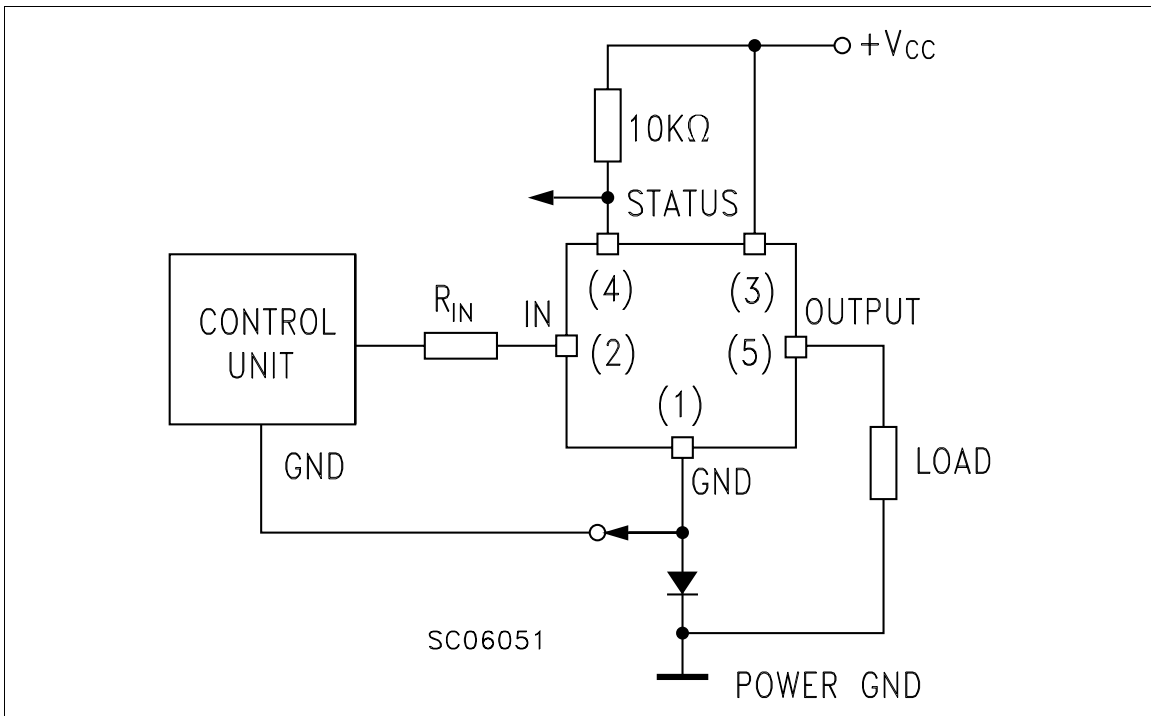 +VCC
10KΩ
STATUS
(4)
(3)
RIN
IN
OUTPUT
CONTROL
UNIT
(2)
(5)
(1)
GND
GND
LOAD
SC06051
POWER GND